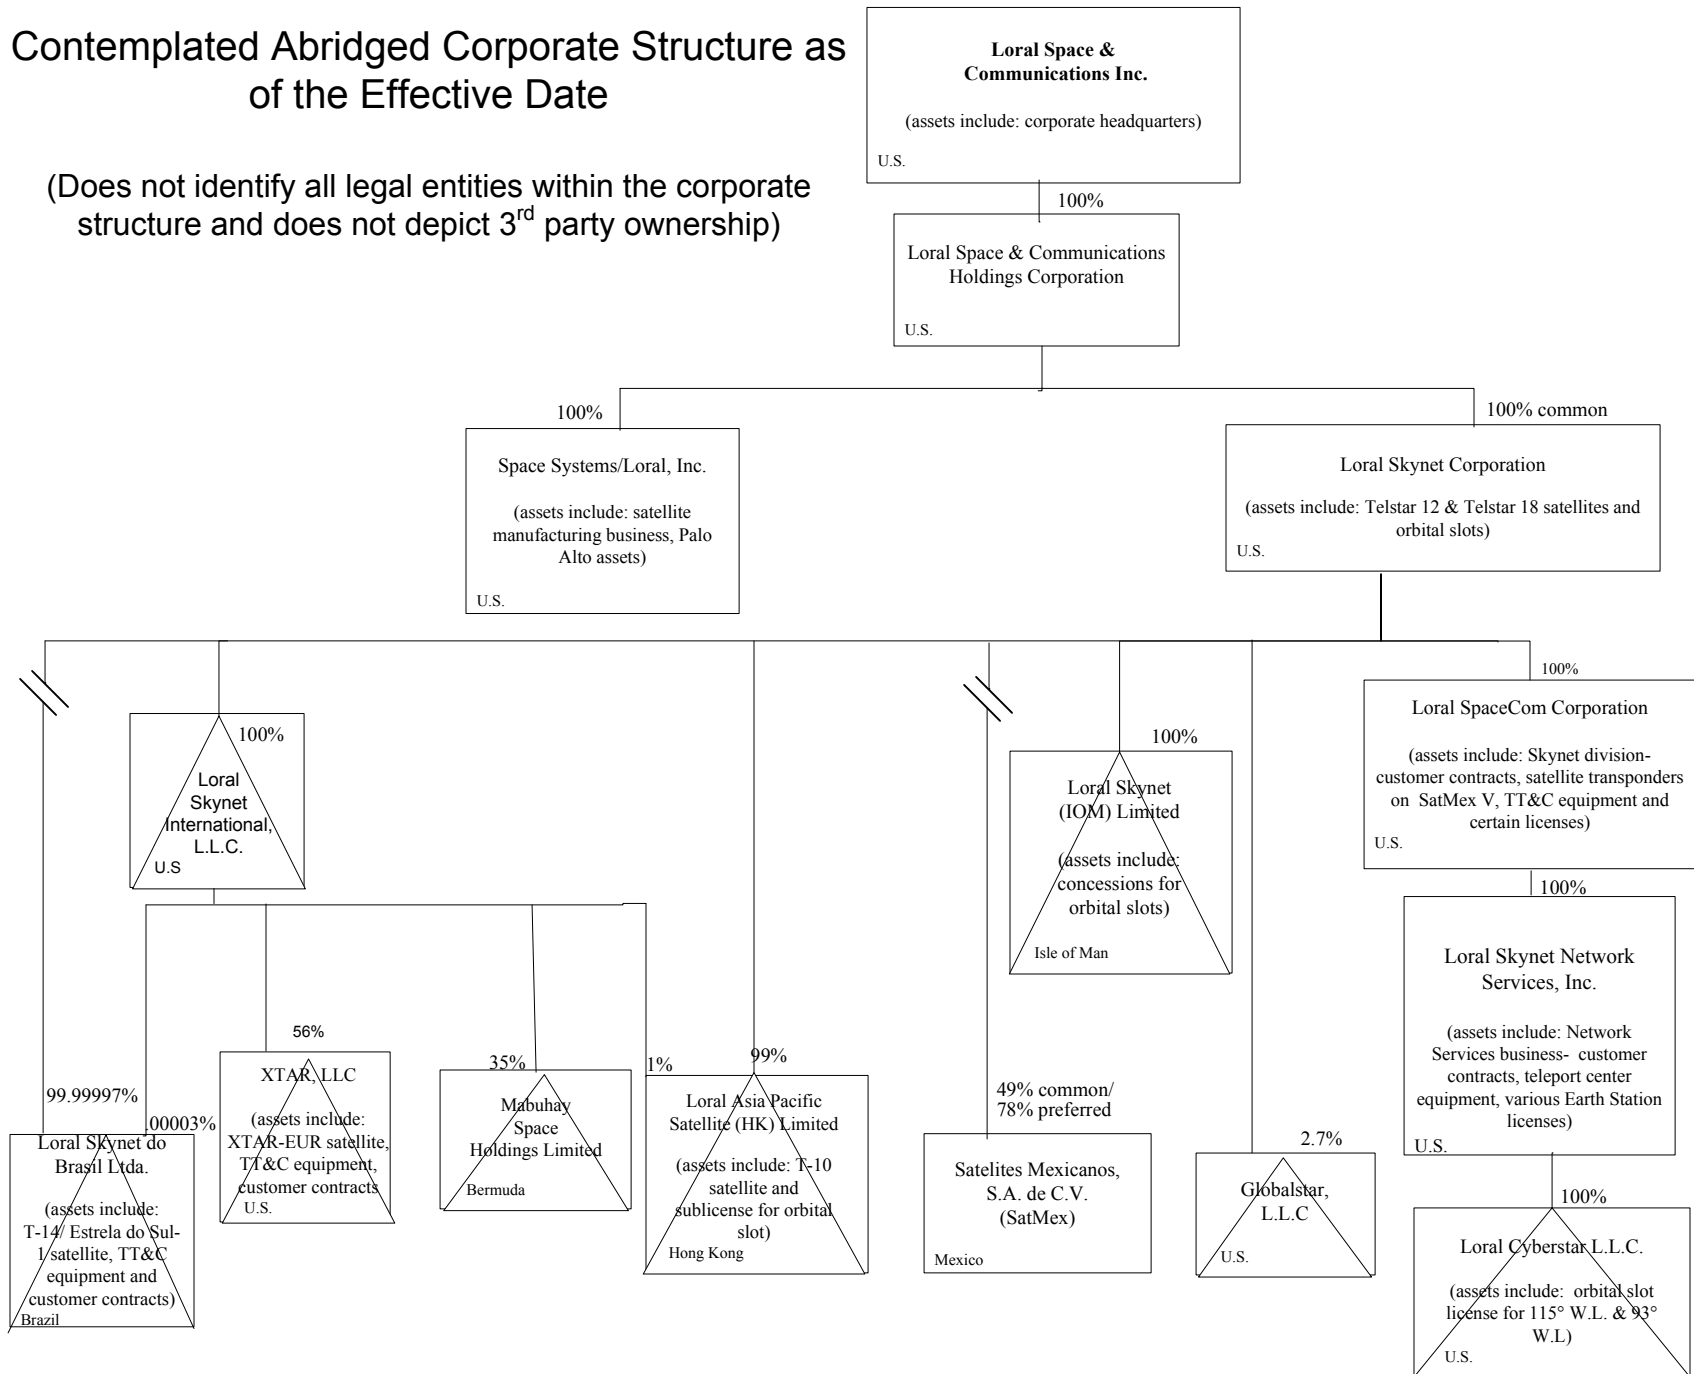 Contemplated Abridged Corporate Structure as
of the Effective Date
(Does not identify all legal entities within the corporate
structure and does not depict 3rd party ownership)
Loral Space &
Communications Inc.
(assets include: corporate headquarters)
U.S.
100%
Loral Space & Communications
Holdings Corporation
U.S.
100%
Space Systems/Loral, Inc.
(assets include: satellite
manufacturing business, Palo
Alto assets)
U.S.
100% common
Loral Skynet Corporation
(assets include: Telstar 12 & Telstar 18 satellites and
orbital slots)
U.S.
100%
Loral
Skynet
International,
L.L.C.
U.S
100%
Loral Skynet
(IOM) Limited
(assets include:
concessions for
orbital slots)
Isle of Man
100%
Loral SpaceCom Corporation
(assets include: Skynet division-
customer contracts, satellite transponders
on SatMex V, TT&C equipment and
certain licenses)
U.S.
100%
Loral Skynet Network
Services, Inc.
(assets include: Network
Services business- customer
contracts, teleport center
equipment, various Earth Station
licenses)
U.S.
99.99997%
.00003%
Loral Skynet do
Brasil Ltda.
(assets include:
T-14/ Estrela do Sul-
1 satellite, TT&C
equipment and
customer contracts)
Brazil
56%
XTAR, LLC
(assets include:
XTAR-EUR satellite,
TT&C equipment,
customer contracts
U.S.
35%
Mabuhay
Space
Holdings Limited
Bermuda
1%
99%
Loral Asia Pacific
Satellite (HK) Limited
(assets include: T-10
satellite and
sublicense for orbital
slot)
Hong Kong
49% common/
78% preferred
Satelites Mexicanos,
S.A. de C.V.
(SatMex)
Mexico
2.7%
Globalstar,
L.L.C
U.S.
100%
Loral Cyberstar L.L.C.
(assets include: orbital slot
license for 115° W.L. & 93°
W.L)
U.S.